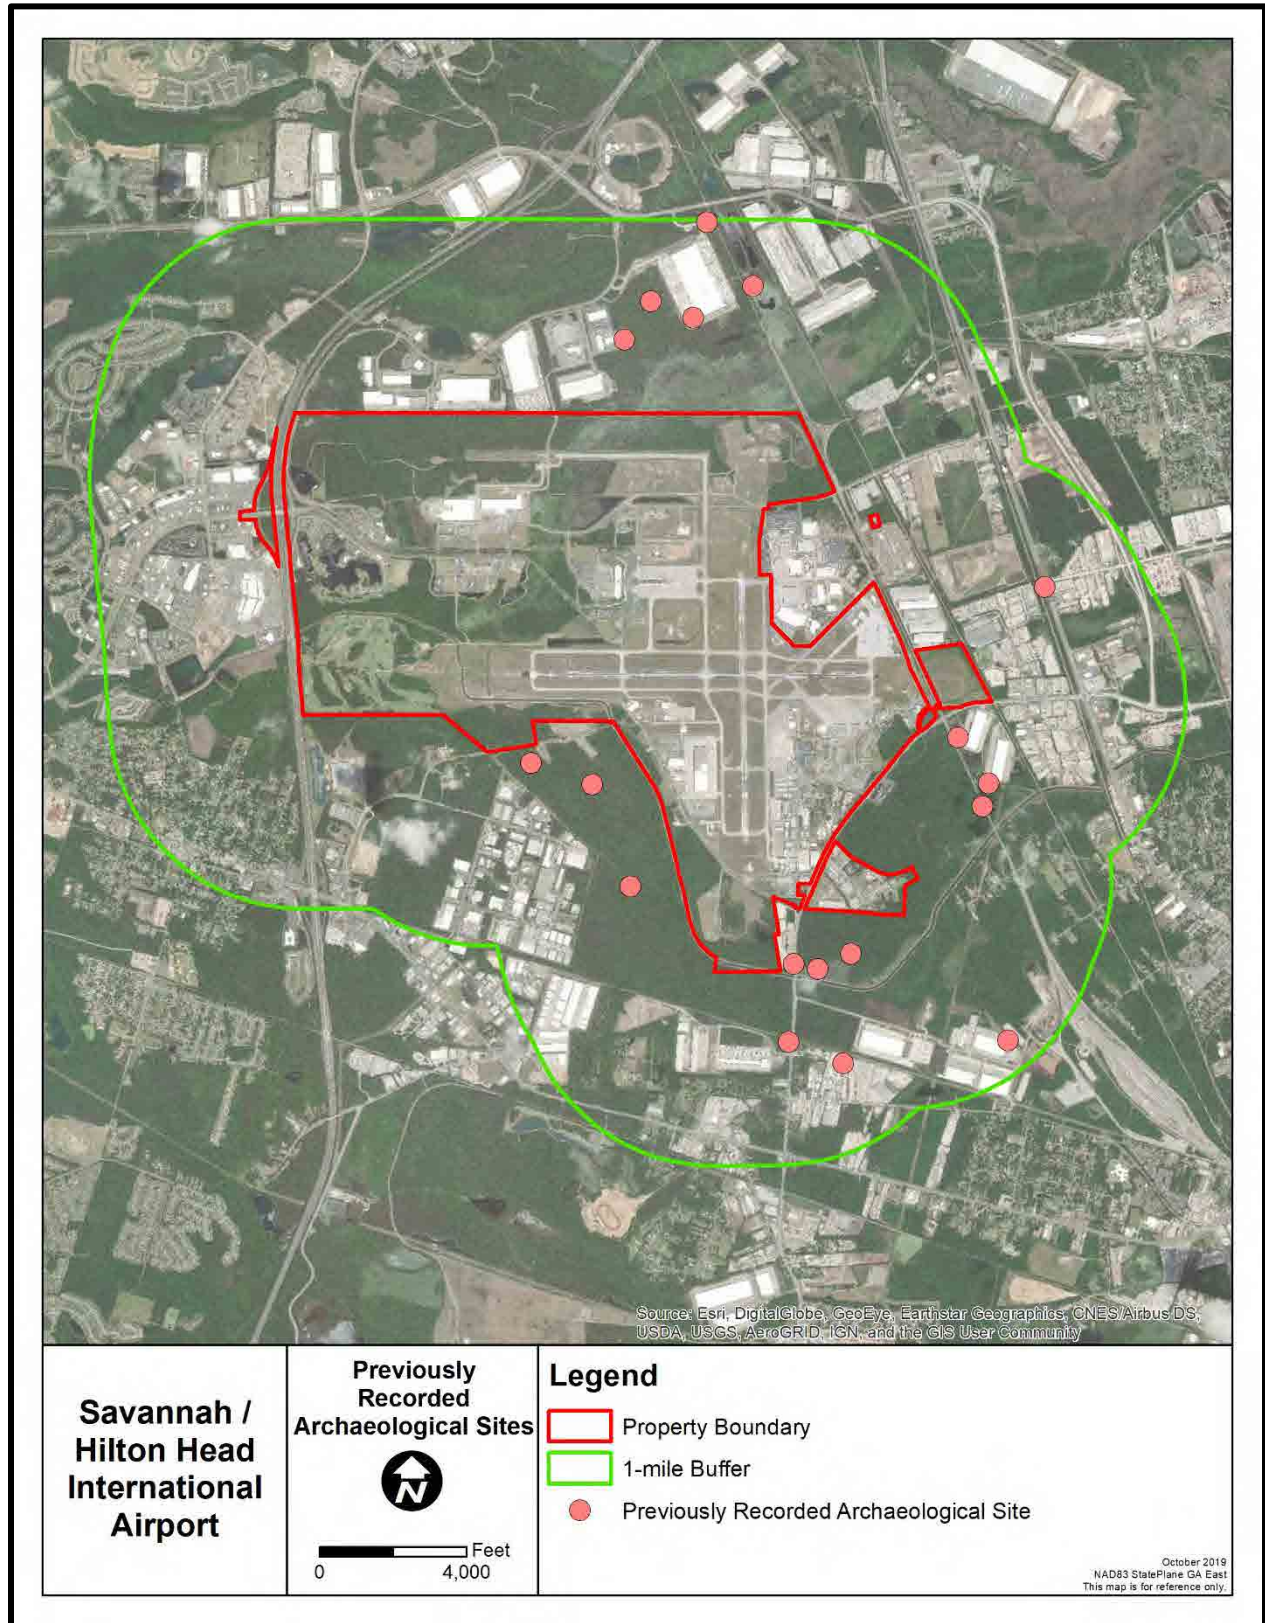 Source: Esri, DigitalGlobe, GeoEye, Earthstar Geographics, CNES/Airbus DS,
USDA, USGS, AeroGRID, IGN, and the GIS User Community
Savannah /
Hilton Head
International
Airport
Previously
Recorded
Archaeological Sites
N
Feet
0 4,000
Legend
Property Boundary
1-mile Buffer
Previously Recorded Archaeological Site
October 2019
NAD83 StatePlane GA East
This map is for reference only.